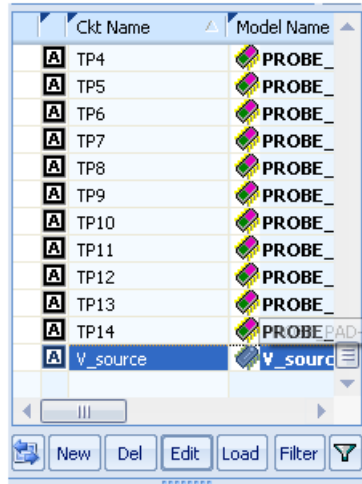 Ckt Name Model Name
A TP4 PROBE_
A TP5 PROBE_
A TP6 PROBE_
A TP7 PROBE_
A TP8 PROBE_
A TP9 PROBE_
A TP10 PROBE_
A TP11 PROBE_
A TP12 PROBE_
A TP13 PROBE_
A TP14 PROBE_PAD-
A V_source V_sourc
New Del Edit Load Filter